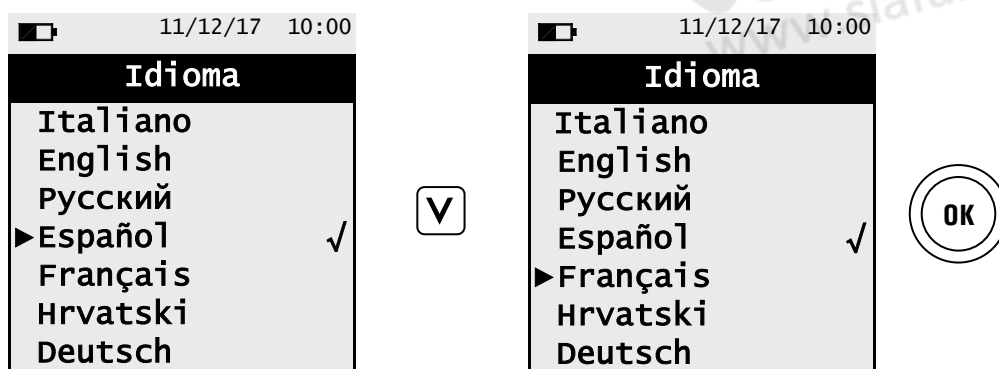 11/12/17 10:00
Idioma
Italiano
English
Русский
▶Español √
Français
Hrvatski
Deutsch
V
11/12/17 10:00
Idioma
Italiano
English
Русский
Español √
▶Français
Hrvatski
Deutsch
OK